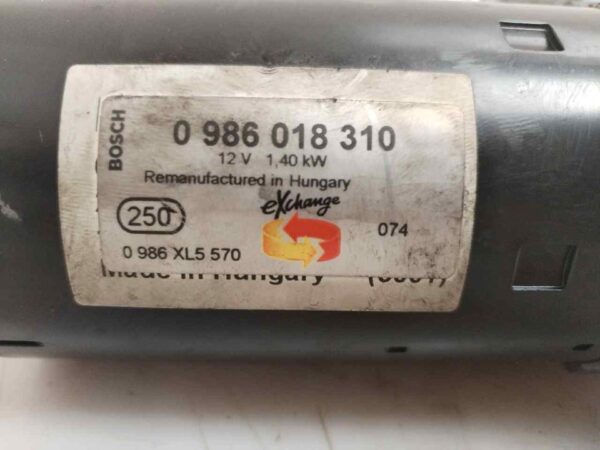 BOSCH
0 986 018 310
12 V 1,40 kW
Remanufactured in Hungary
eXchange
250
074
0 986 XL5 570
Made in Hungary